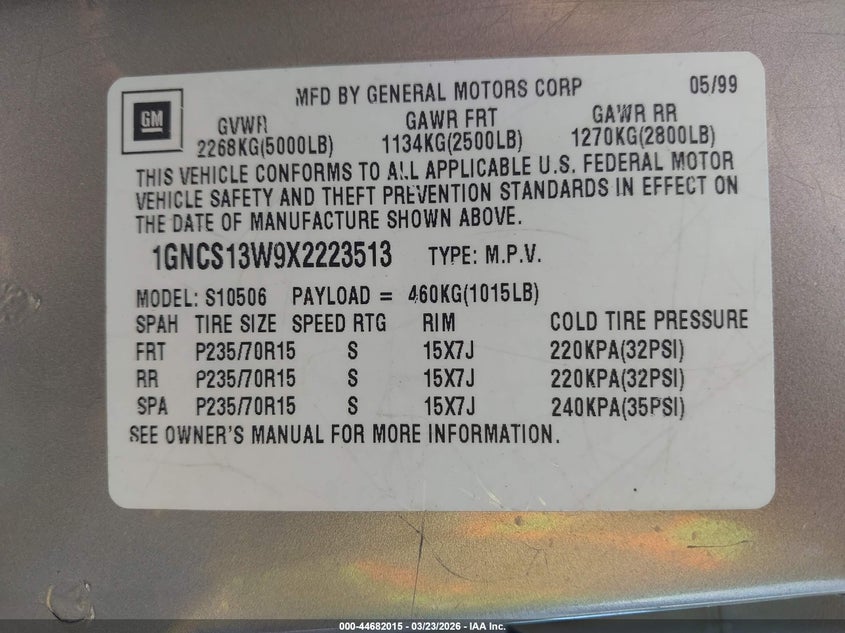 MFD BY GENERAL MOTORS CORP 05/99
GM
GVWR GAWR FRT GAWR RR
2268KG(5000LB) 1134KG(2500LB) 1270KG(2800LB)
THIS VEHICLE CONFORMS TO ALL APPLICABLE U.S. FEDERAL MOTOR
VEHICLE SAFETY AND THEFT PREVENTION STANDARDS IN EFFECT ON
THE DATE OF MANUFACTURE SHOWN ABOVE.
1GNCS13W9X2223513 TYPE: M.P.V.
MODEL: S10506 PAYLOAD = 460KG(1015LB)
SPAH TIRE SIZE SPEED RTG RIM COLD TIRE PRESSURE
FRT P235/70R15 S 15X7J 220KPA(32PSI)
RR P235/70R15 S 15X7J 220KPA(32PSI)
SPA P235/70R15 S 15X7J 240KPA(35PSI)
SEE OWNER'S MANUAL FOR MORE INFORMATION.
000-44682015 — 03/23/2026 - IAA Inc.